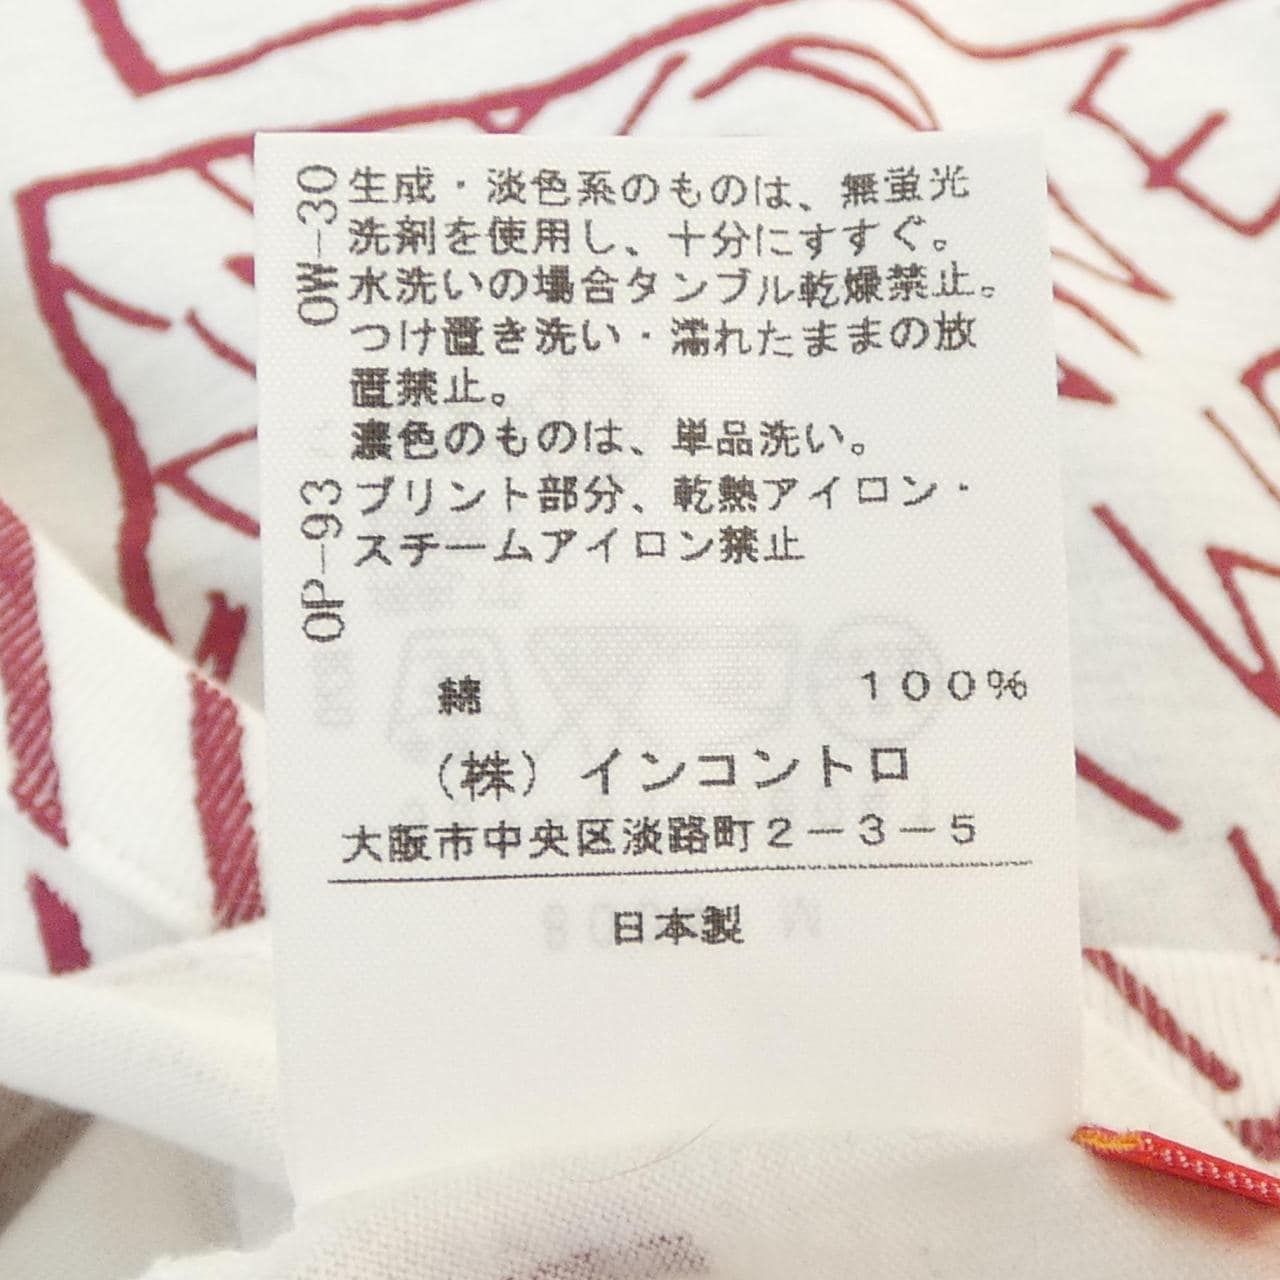 OW-30
生成・淡色系のものは、無蛍光
洗剤を使用し、十分にすすぐ。
水洗いの場合タンブル乾燥禁止。
つけ置き洗い・濡れたままの放
置禁止。
濃色のものは、単品洗い。
OP-93
プリント部分、乾熱アイロン・
スチームアイロン禁止
綿 100%
(株)インコントロ
大阪市中央区淡路町2-3-5
日本製